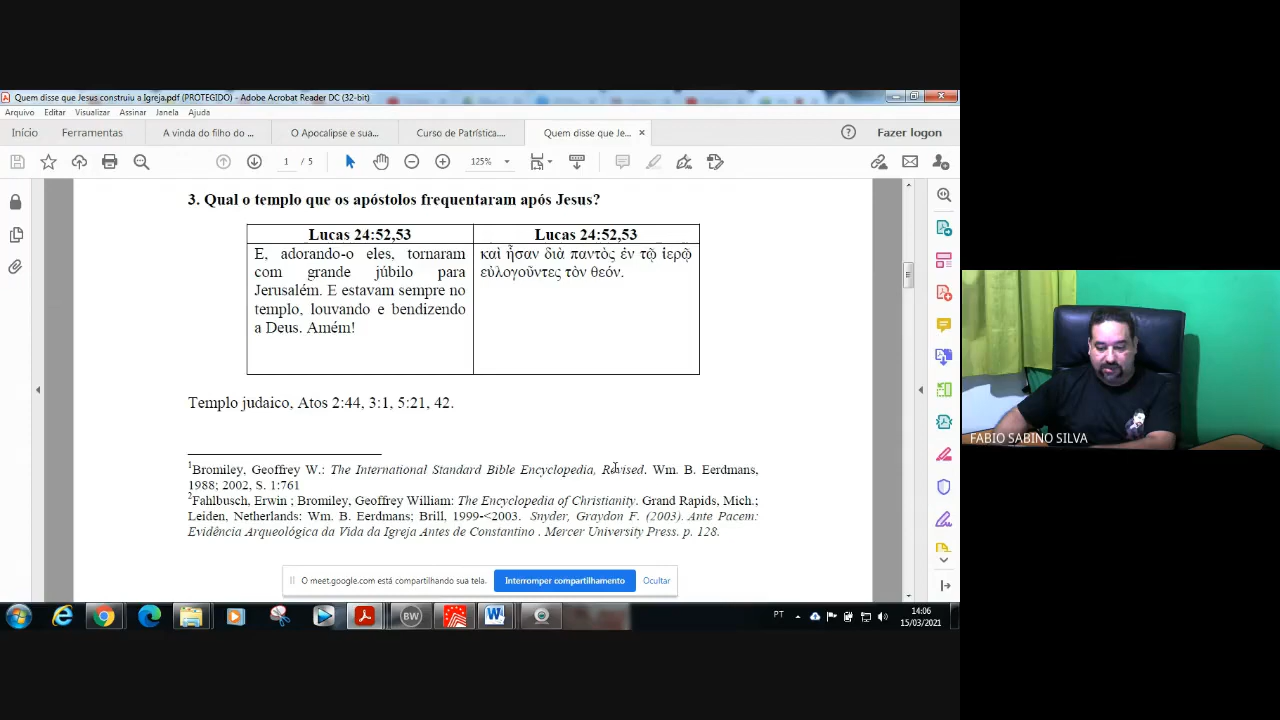 Quem disse que Jesus construiu a Igreja.pdf (PROTEGIDO) - Adobe Acrobat Reader DC (32-bit)
Arquivo Editar Visualizar Assinar Janela Ajuda
Início Ferramentas A vinda do filho do ... O Apocalipse e sua... Curso de Patrística.... Quem disse que Je... × Fazer logon
1 / 5 125%
3. Qual o templo que os apóstolos frequentaram após Jesus?
Lucas 24:52,53
E, adorando-o eles, tornaram
com grande júbilo para
Jerusalém. E estavam sempre no
templo, louvando e bendizendo
a Deus. Amém!
Lucas 24:52,53
καὶ ἦσαν διὰ παντὸς ἐν τῷ ἱερῷ
εὐλογοῦντες τὸν θεόν.
Templo judaico, Atos 2:44, 3:1, 5:21, 42.
1Bromiley, Geoffrey W.: The International Standard Bible Encyclopedia, Revised. Wm. B. Eerdmans,
1988; 2002, S. 1:761
2Fahlbusch, Erwin ; Bromiley, Geoffrey William: The Encyclopedia of Christianity. Grand Rapids, Mich.;
Leiden, Netherlands: Wm. B. Eerdmans; Brill, 1999-<2003. Snyder, Graydon F. (2003). Ante Pacem:
Evidência Arqueológica da Vida da Igreja Antes de Constantino . Mercer University Press. p. 128.
O meet.google.com está compartilhando sua tela. Interromper compartilhamento Ocultar
BW
PT
14:06
15/03/2021
FABIO SABINO SILVA